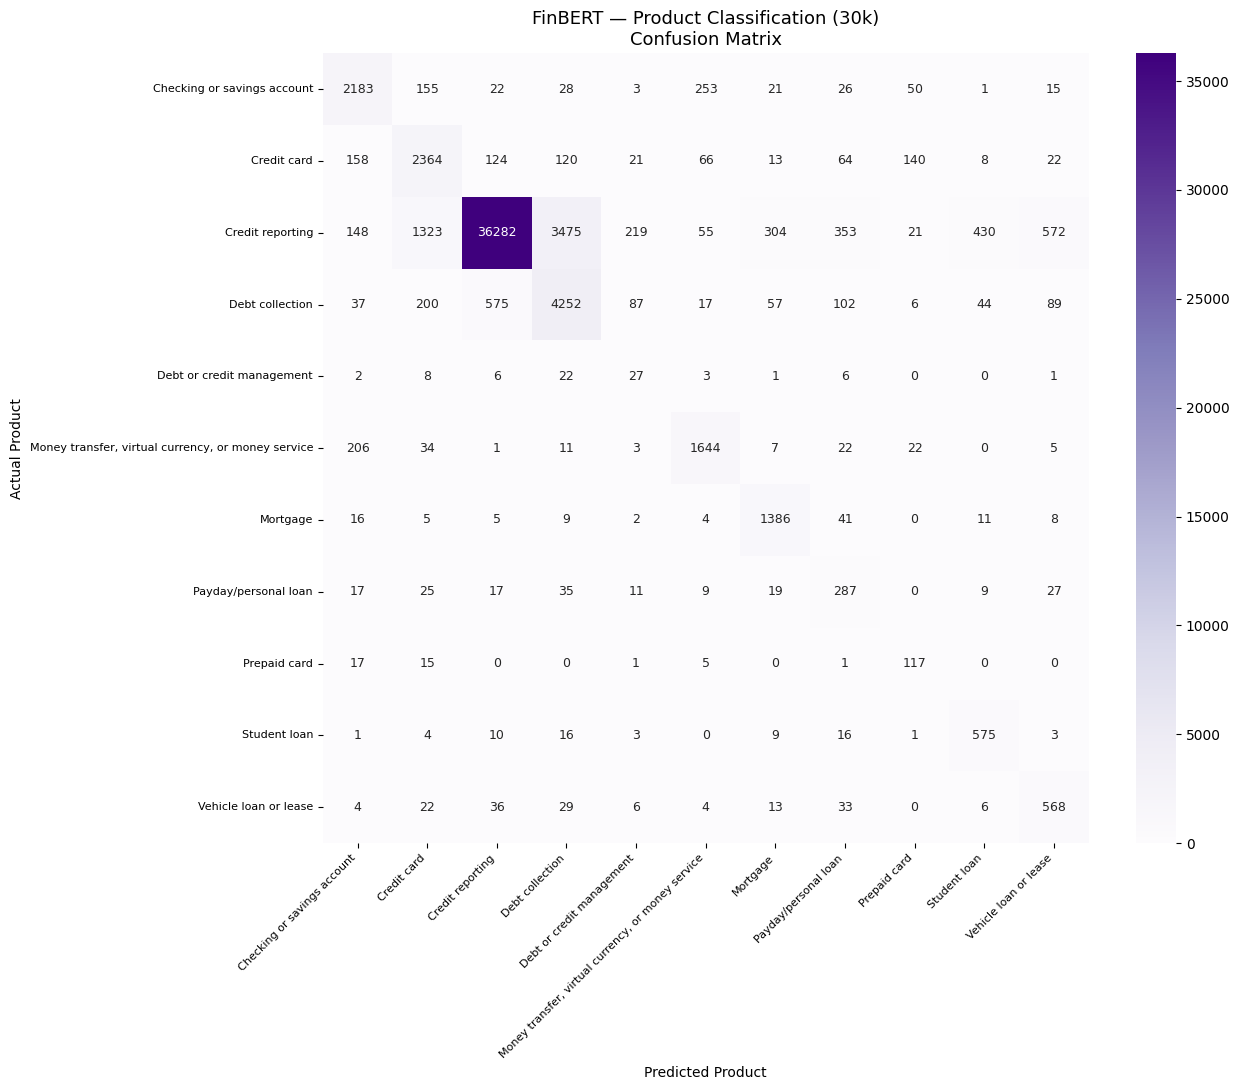 FinBERT — Product Classification (30k)
Confusion Matrix
Actual Product
Checking or savings account 2183 155 22 28 3 253 21 26 50 1 15
Credit card 158 2364 124 120 21 66 13 64 140 8 22
Credit reporting 148 1323 36282 3475 219 55 304 353 21 430 572
Debt collection 37 200 575 4252 87 17 57 102 6 44 89
Debt or credit management 2 8 6 22 27 3 1 6 0 0 1
Money transfer, virtual currency, or money service 206 34 1 11 3 1644 7 22 22 0 5
Mortgage 16 5 5 9 2 4 1386 41 0 11 8
Payday/personal loan 17 25 17 35 11 9 19 287 0 9 27
Prepaid card 17 15 0 0 1 5 0 1 117 0 0
Student loan 1 4 10 16 3 0 9 16 1 575 3
Vehicle loan or lease 4 22 36 29 6 4 13 33 0 6 568
Checking or savings account
Credit card
Credit reporting
Debt collection
Debt or credit management
Money transfer, virtual currency, or money service
Mortgage
Payday/personal loan
Prepaid card
Student loan
Vehicle loan or lease
Predicted Product
35000
30000
25000
20000
15000
10000
5000
0